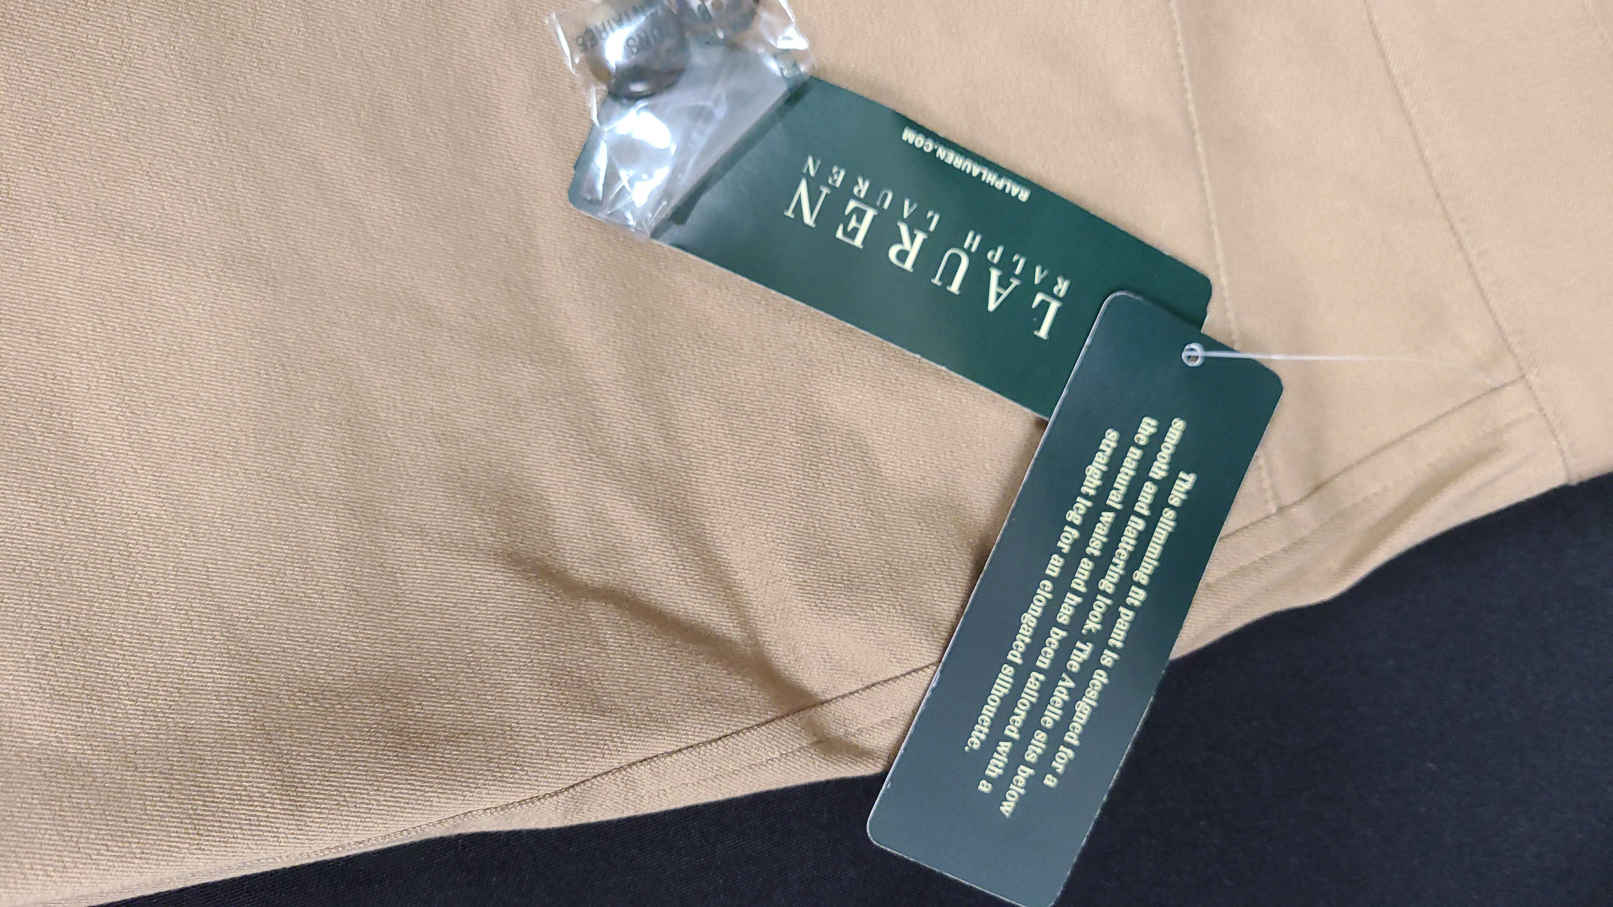 LAUREN
RALPH LAUREN
RALPHLAUREN.COM
This slimming fit pant is designed for a
smooth and flattering look. The Adelle sits below
the natural waist and has been tailored with a
straight leg for an elongated silhouette.